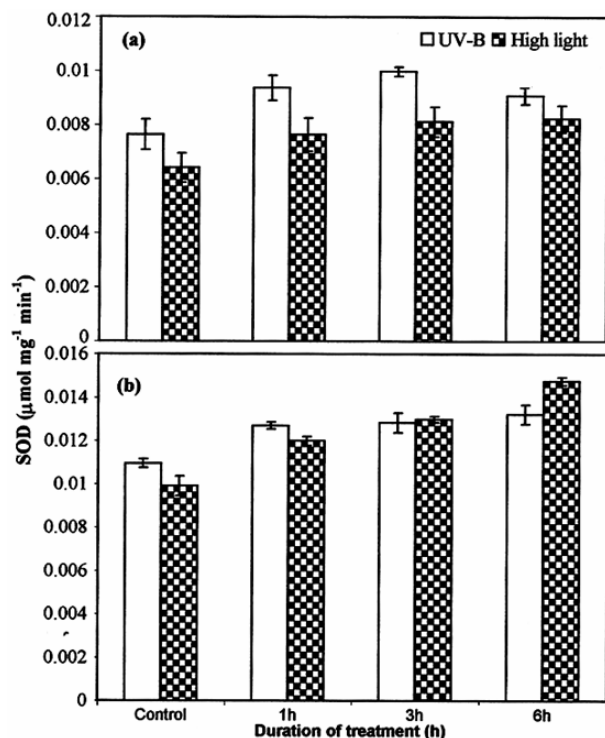 0.012
(a)
UV-B High light
0.01
0.008
0.006
0.004
0.002
0
SOD (μmol mg⁻¹ min⁻¹)
0.016
(b)
0.014
0.012
0.01
0.008
0.006
0.004
0.002
0
Control 1h 3h 6h
Duration of treatment (h)